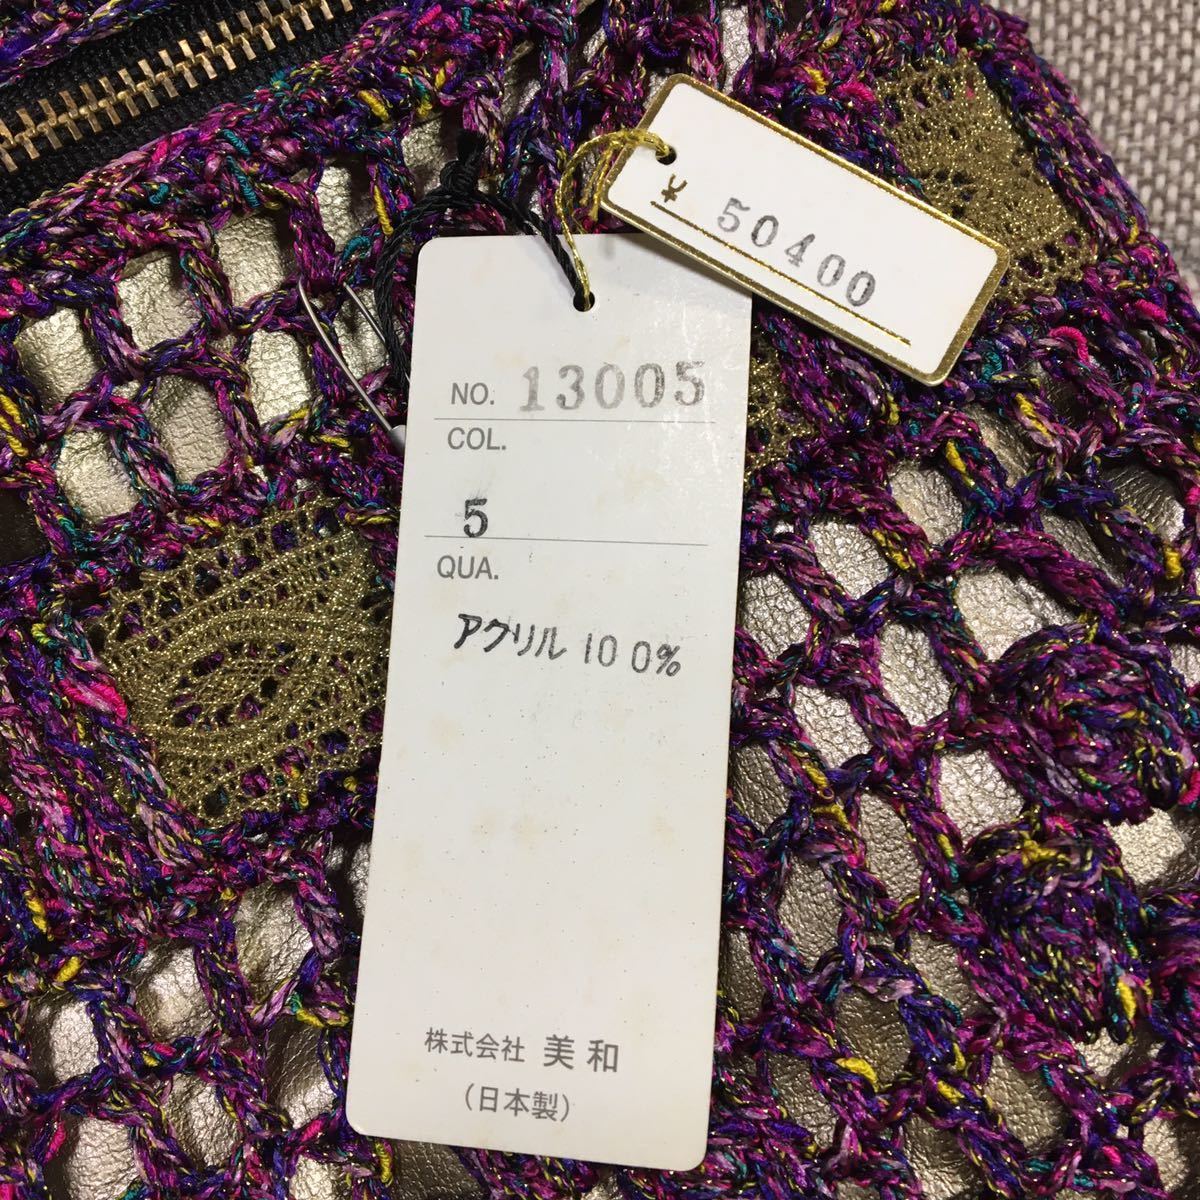 ¥ 50400
NO. 13005
COL.
5
QUA.
アクリル 100%
株式会社 美和
(日本製)